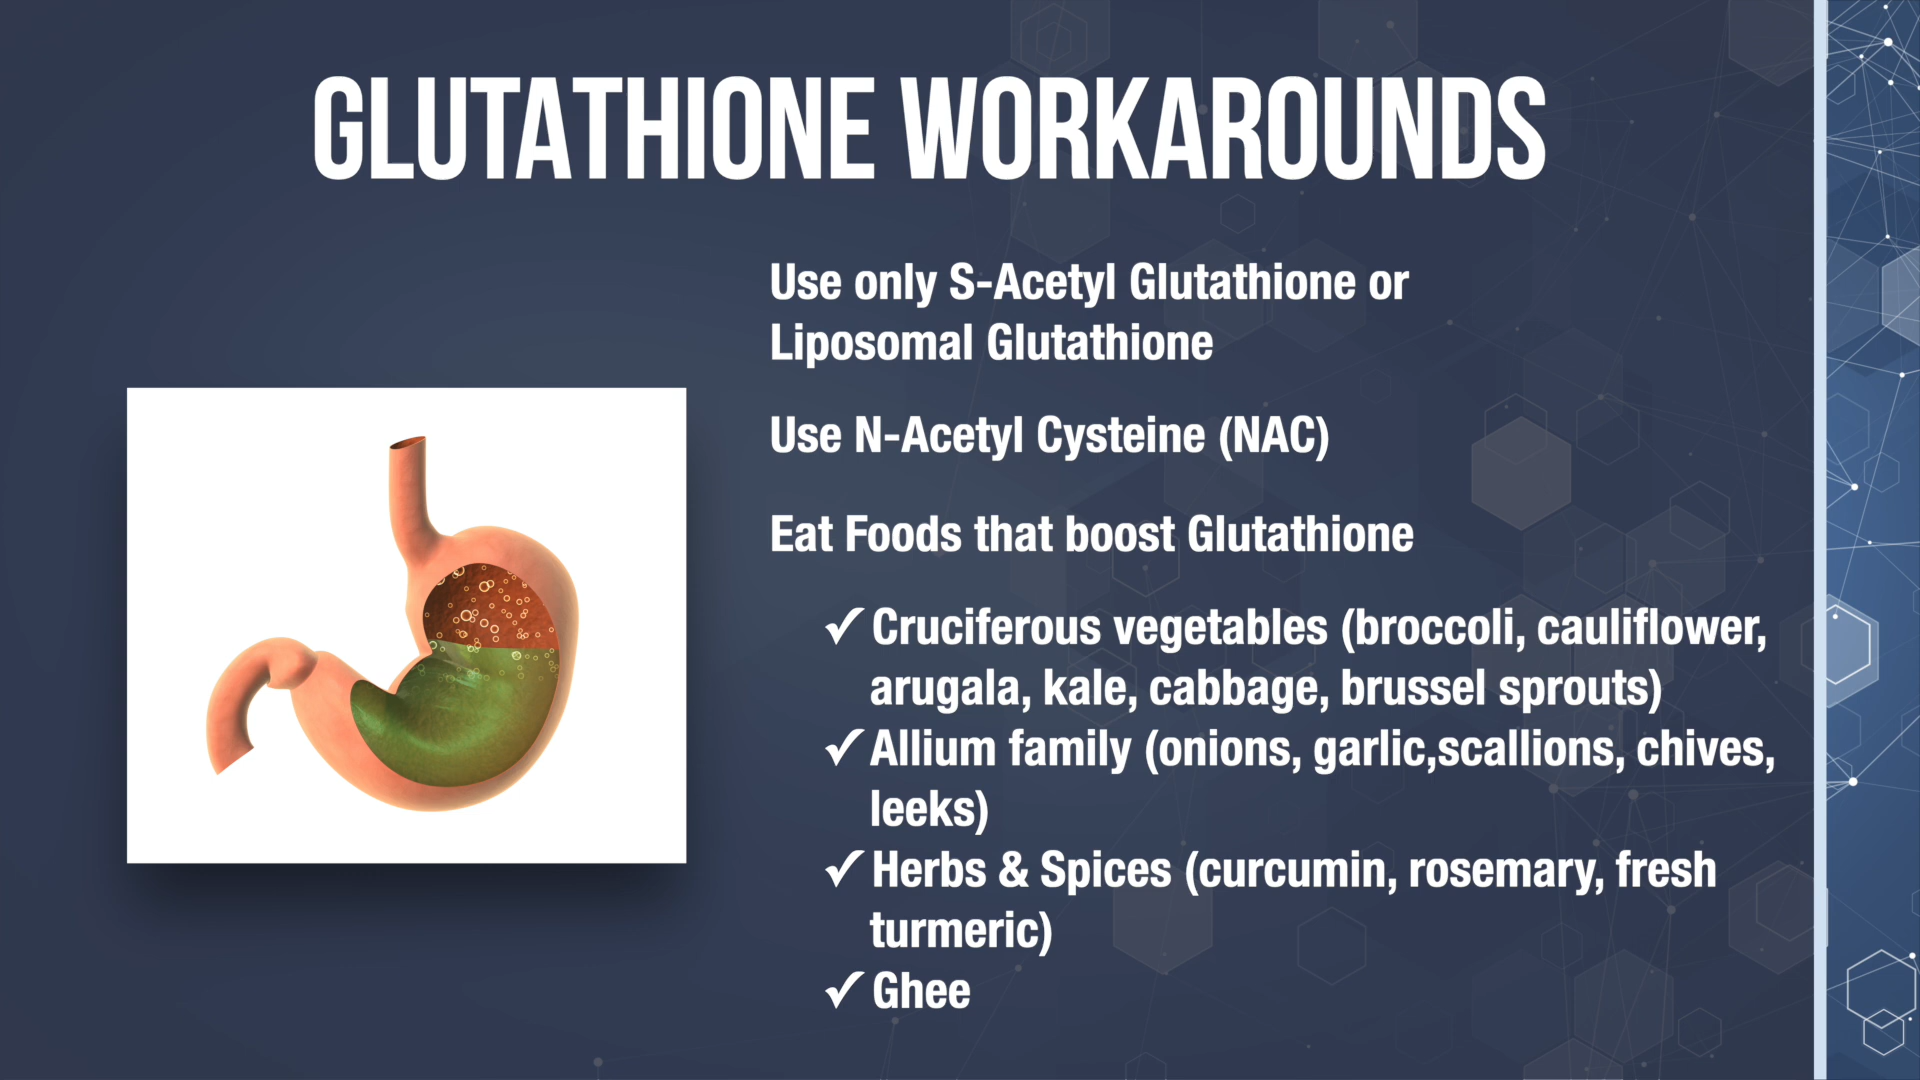 GLUTATHIONE WORKAROUNDS
Use only S-Acetyl Glutathione or
Liposomal Glutathione
Use N-Acetyl Cysteine (NAC)
Eat Foods that boost Glutathione
✓ Cruciferous vegetables (broccoli, cauliflower,
arugala, kale, cabbage, brussel sprouts)
✓ Allium family (onions, garlic,scallions, chives,
leeks)
✓ Herbs & Spices (curcumin, rosemary, fresh
turmeric)
✓ Ghee